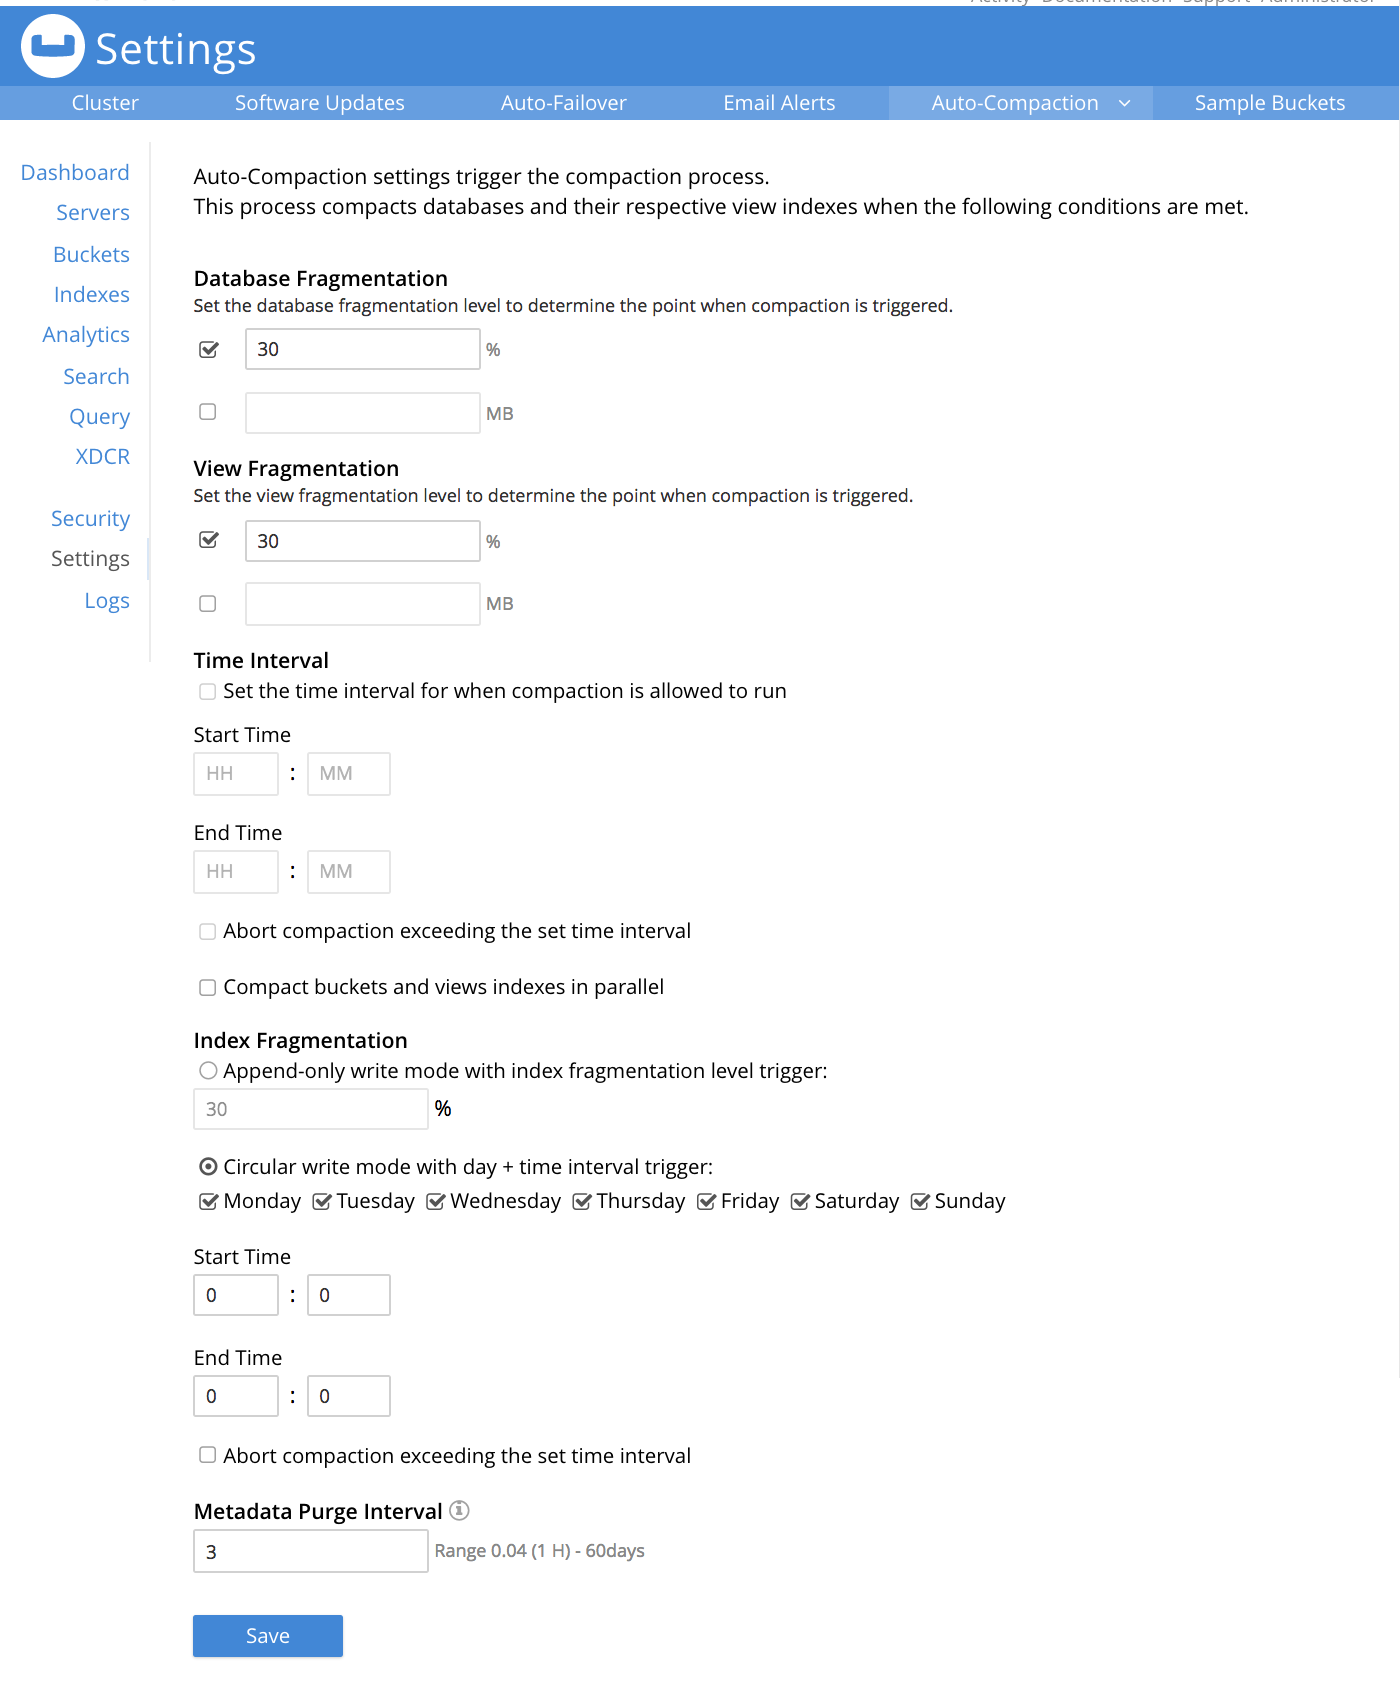 Activity Documentation Support Administrator
Settings
Cluster Software Updates Auto-Failover Email Alerts Auto-Compaction Sample Buckets
Dashboard
Servers
Buckets
Indexes
Analytics
Search
Query
XDCR
Security
Settings
Logs
Auto-Compaction settings trigger the compaction process.
This process compacts databases and their respective view indexes when the following conditions are met.
Database Fragmentation
Set the database fragmentation level to determine the point when compaction is triggered.
30 %
MB
View Fragmentation
Set the view fragmentation level to determine the point when compaction is triggered.
30 %
MB
Time Interval
Set the time interval for when compaction is allowed to run
Start Time
HH : MM
End Time
HH : MM
Abort compaction exceeding the set time interval
Compact buckets and views indexes in parallel
Index Fragmentation
Append-only write mode with index fragmentation level trigger:
30 %
Circular write mode with day + time interval trigger:
Monday Tuesday Wednesday Thursday Friday Saturday Sunday
Start Time
0 : 0
End Time
0 : 0
Abort compaction exceeding the set time interval
Metadata Purge Interval
3 Range 0.04 (1 H) - 60days
Save